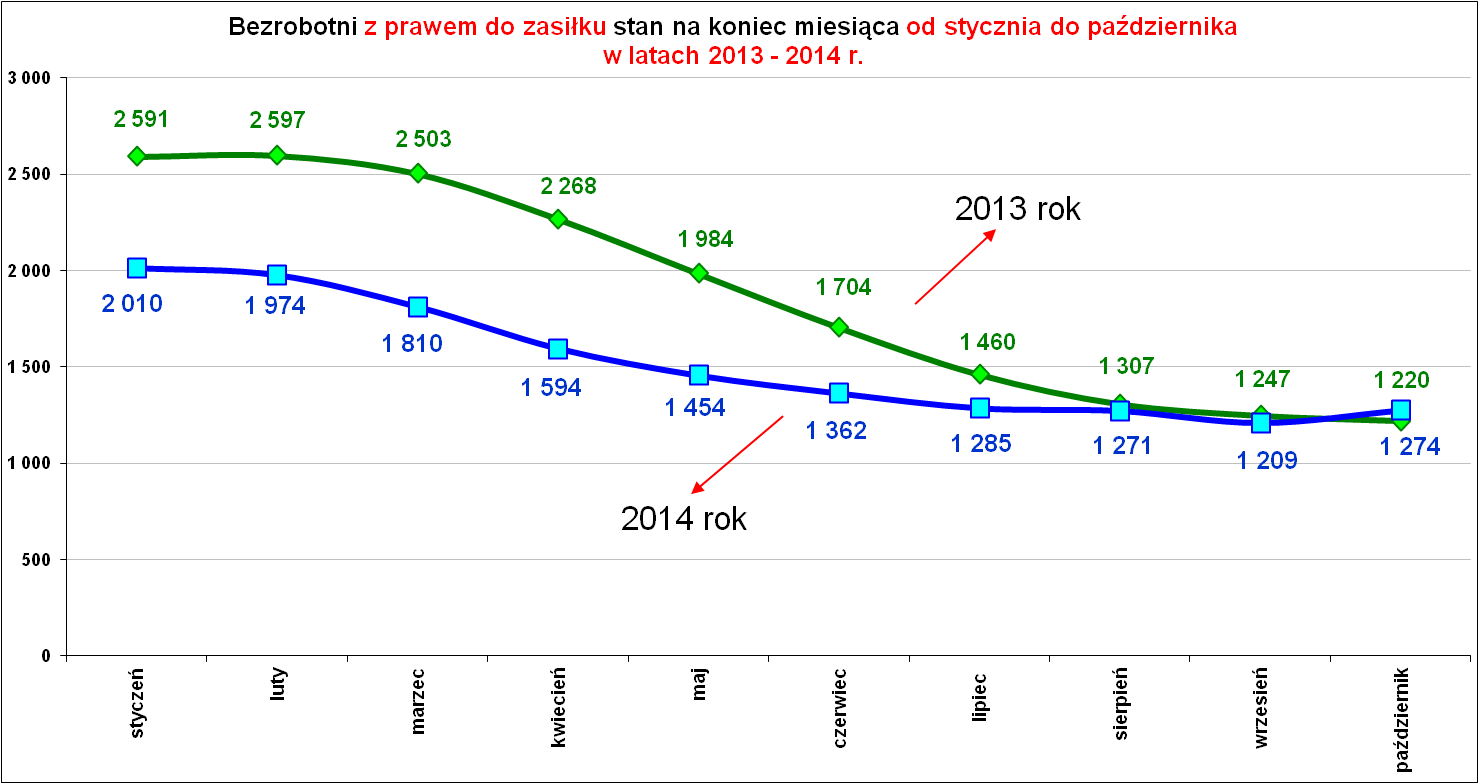 Bezrobotni z prawem do zasiłku stan na koniec miesiąca od stycznia do października
w latach 2013 - 2014 r.
3 000
2 500
2 000
1 500
1 000
500
0
2 591
2 597
2 503
2 268
1 984
1 704
1 460
1 307
1 247
1 220
2013 rok
2 010
1 974
1 810
1 594
1 454
1 362
1 285
1 271
1 209
1 274
2014 rok
styczeń
luty
marzec
kwiecień
maj
czerwiec
lipiec
sierpień
wrzesień
październik